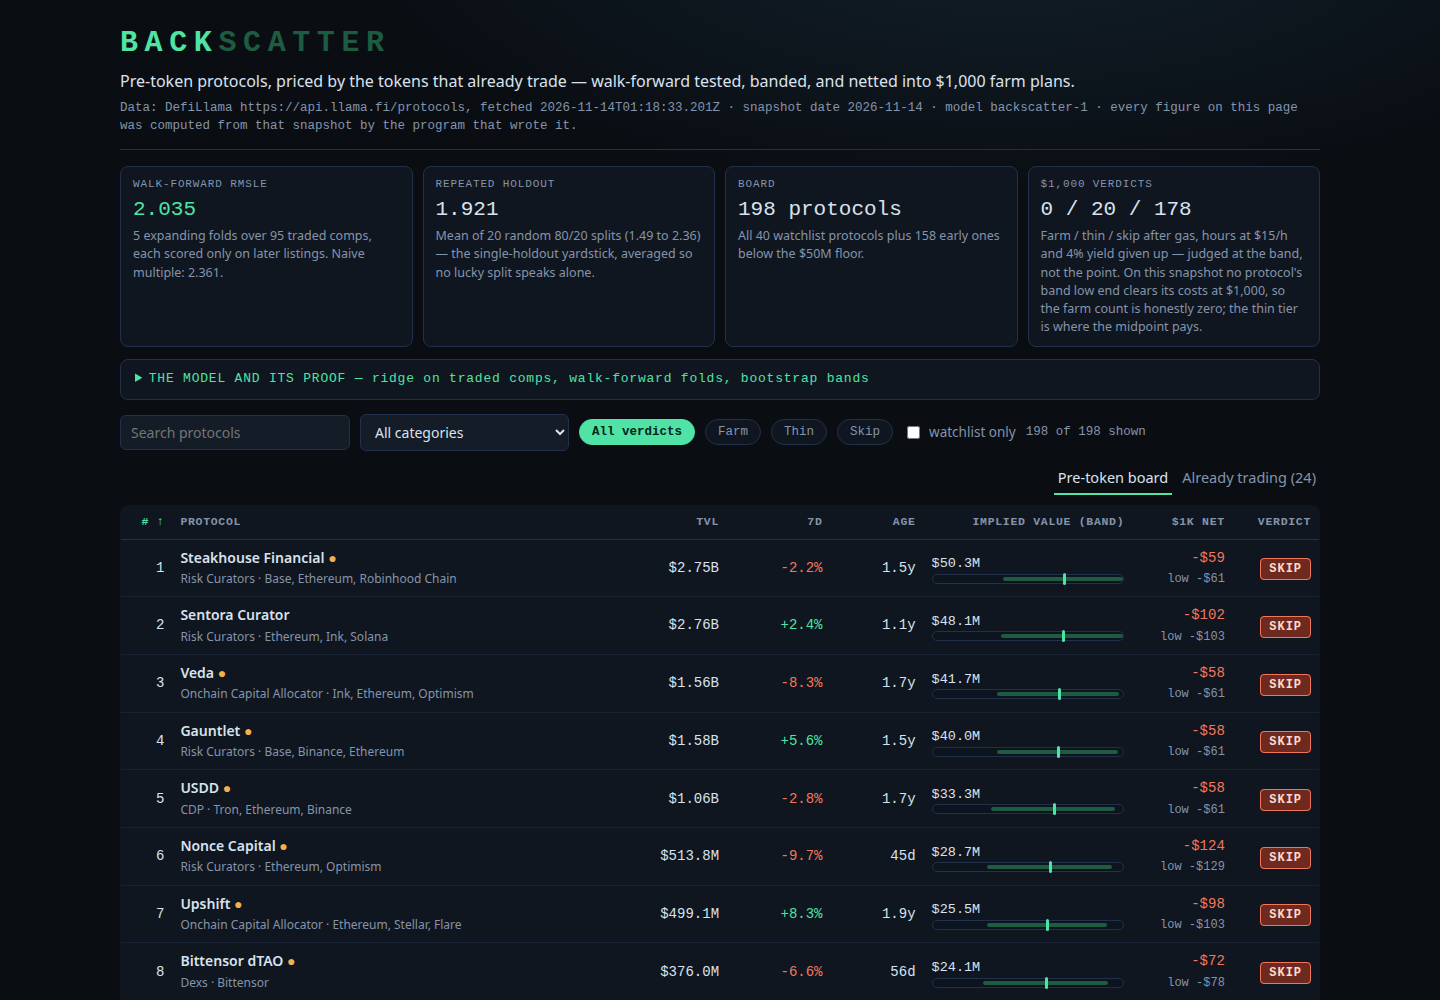 BACKSCATTER
Pre-token protocols, priced by the tokens that already trade — walk-forward tested, banded, and netted into $1,000 farm plans.
Data: DefiLlama https://api.llama.fi/protocols, fetched 2026-11-14T01:18:33.201Z · snapshot date 2026-11-14 · model backscatter-1 · every figure on this page
was computed from that snapshot by the program that wrote it.
WALK-FORWARD RMSLE
2.035
5 expanding folds over 95 traded comps,
each scored only on later listings. Naive
multiple: 2.361.
REPEATED HOLDOUT
1.921
Mean of 20 random 80/20 splits (1.49 to 2.36)
— the single-holdout yardstick, averaged so
no lucky split speaks alone.
BOARD
198 protocols
All 40 watchlist protocols plus 158 early ones
below the $50M floor.
$1,000 VERDICTS
0 / 20 / 178
Farm / thin / skip after gas, hours at $15/h
and 4% yield given up — judged at the band,
not the point. On this snapshot no protocol's
band low end clears its costs at $1,000, so
the farm count is honestly zero; the thin tier
is where the midpoint pays.
▶ THE MODEL AND ITS PROOF — ridge on traded comps, walk-forward folds, bootstrap bands
Search protocols All categories All verdicts Farm Thin Skip watchlist only 198 of 198 shown
Pre-token board Already trading (24)
# ↑ PROTOCOL TVL 7D AGE IMPLIED VALUE (BAND) $1K NET VERDICT
1 Steakhouse Financial $2.75B -2.2% 1.5y $50.3M -$59 SKIP
Risk Curators · Base, Ethereum, Robinhood Chain low -$61
2 Sentora Curator $2.76B +2.4% 1.1y $48.1M -$102 SKIP
Risk Curators · Ethereum, Ink, Solana low -$103
3 Veda $1.56B -8.3% 1.7y $41.7M -$58 SKIP
Onchain Capital Allocator · Ink, Ethereum, Optimism low -$61
4 Gauntlet $1.58B +5.6% 1.5y $40.0M -$58 SKIP
Risk Curators · Base, Binance, Ethereum low -$61
5 USDD $1.06B -2.8% 1.7y $33.3M -$58 SKIP
CDP · Tron, Ethereum, Binance low -$61
6 Nonce Capital $513.8M -9.7% 45d $28.7M -$124 SKIP
Risk Curators · Ethereum, Optimism low -$129
7 Upshift $499.1M +8.3% 1.9y $25.5M -$98 SKIP
Onchain Capital Allocator · Ethereum, Stellar, Flare low -$103
8 Bittensor dTAO $376.0M -6.6% 56d $24.1M -$72 SKIP
Dexs · Bittensor low -$78